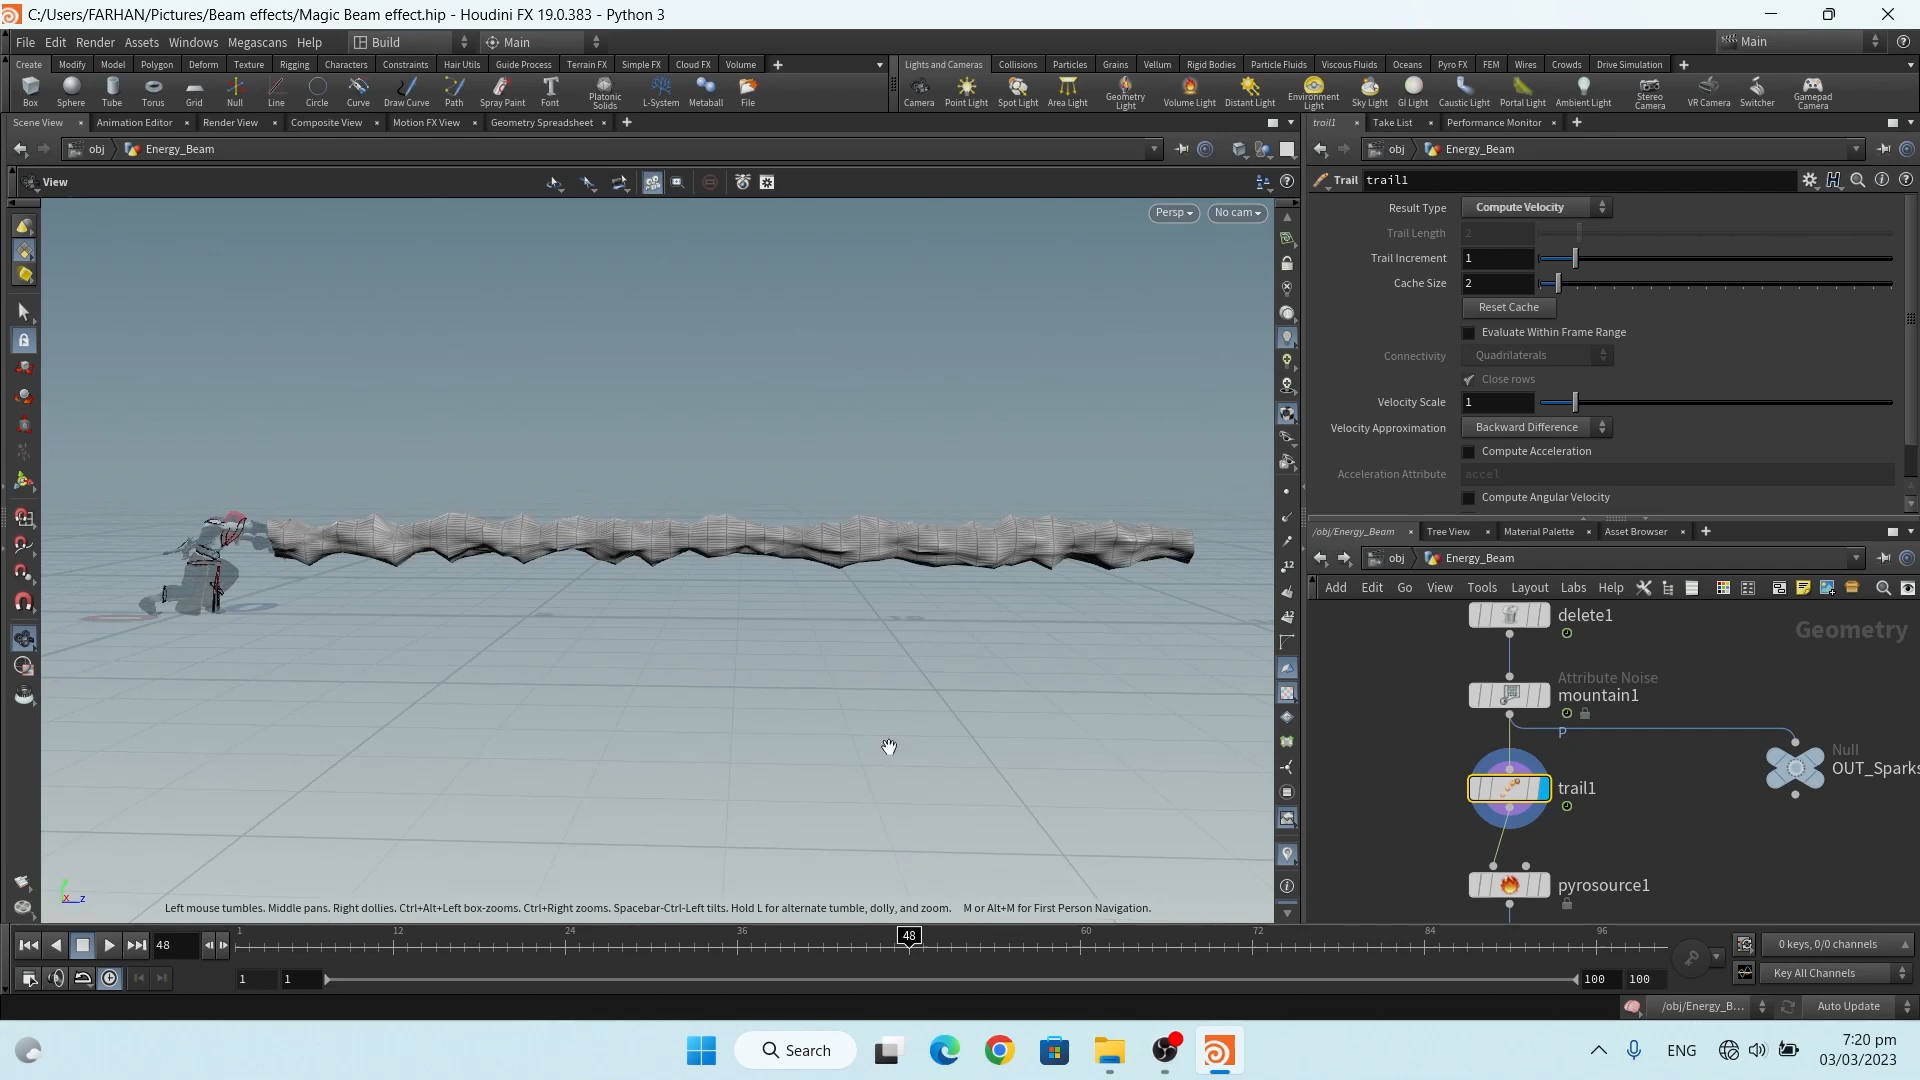 C:/Users/FARHAN/Pictures/Beam effects/Magic Beam effect.hip - Houdini FX 19.0.383 - Python 3
File Edit Render Assets Windows Megascans Help Build Main Main
Create Modify Model Polygon Deform Texture Rigging Characters Constraints Hair Utils Guide Process Terrain FX Simple FX Cloud FX Volume
Lights and Cameras Collisions Particles Grains Vellum Rigid Bodies Particle Fluids Viscous Fluids Oceans Pyro FX FEM Wires Crowds Drive Simulation
Box Sphere Tube Torus Grid Null Line Circle Curve Draw Curve Path Spray Paint Font Platonic Solids L-System Metaball File
Camera Point Light Spot Light Area Light Geometry Light Volume Light Distant Light Environment Light Sky Light GI Light Caustic Light Portal Light Ambient Light Stereo Camera VR Camera Switcher Gamepad Camera
Scene View Animation Editor Render View Composite View Motion FX View Geometry Spreadsheet
trail1 Take List Performance Monitor
obj Energy_Beam
obj Energy_Beam
View
Trail trail1
Persp No cam
Result Type Compute Velocity
Trail Length 2
Trail Increment 1
Cache Size 2
Reset Cache
Evaluate Within Frame Range
Connectivity Quadrilaterals
Close rows
Velocity Scale 1
Velocity Approximation Backward Difference
Compute Acceleration
Acceleration Attribute accel
Compute Angular Velocity
/obj/Energy_Beam Tree View Material Palette Asset Browser
obj Energy_Beam
Add Edit Go View Tools Layout Labs Help
delete1
Geometry
Attribute Noise
mountain1
P
Null
OUT_Sparks
trail1
pyrosource1
x z
Left mouse tumbles. Middle pans. Right dollies. Ctrl+Alt+Left box-zooms. Ctrl+Right zooms. Spacebar-Ctrl-Left tilts. Hold L for alternate tumble, dolly, and zoom. M or Alt+M for First Person Navigation.
48 1 12 24 36 48 60 72 84 96
0 keys, 0/0 channels
1 1 100 100
Key All Channels
/obj/Energy_B... Auto Update
Search
ENG
7:20 pm
03/03/2023